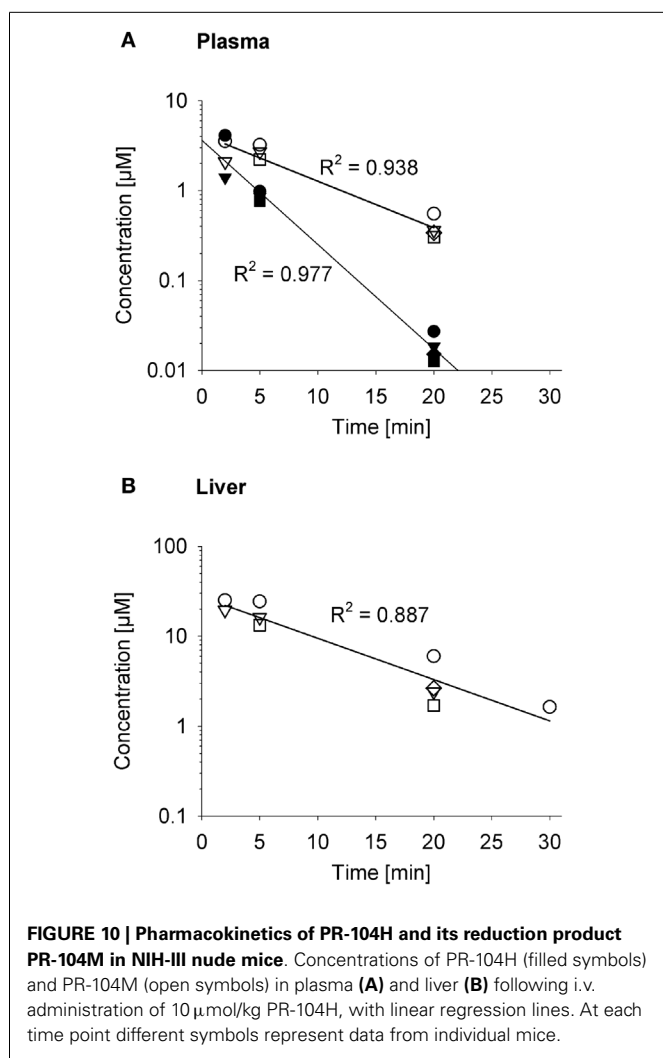 A Plasma
10
1
0.1
0.01
Concentration [µM]
R² = 0.938
R² = 0.977
0 5 10 15 20 25 30
Time [min]
B Liver
100
10
1
0.1
Concentration [µM]
R² = 0.887
0 5 10 15 20 25 30
Time [min]
FIGURE 10 | Pharmacokinetics of PR-104H and its reduction product
PR-104M in NIH-III nude mice. Concentrations of PR-104H (filled symbols)
and PR-104M (open symbols) in plasma (A) and liver (B) following i.v.
administration of 10 µmol/kg PR-104H, with linear regression lines. At each
time point different symbols represent data from individual mice.